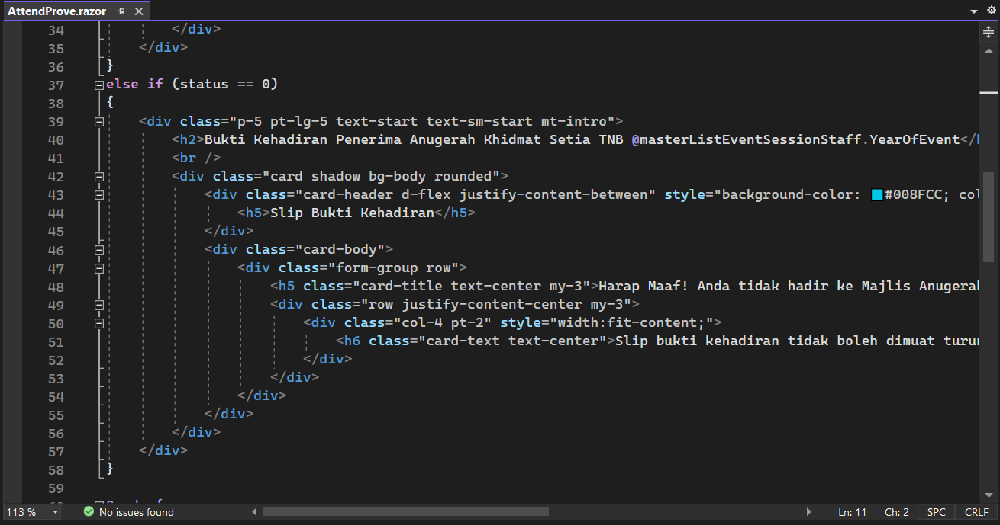 AttendProve.razor
34 </div>
35 </div>
36 }
37 else if (status == 0)
38 {
39 <div class="p-5 pt-lg-5 text-start text-sm-start mt-intro">
40 <h2>Bukti Kehadiran Penerima Anugerah Khidmat Setia TNB @masterListEventSessionStaff.YearOfEvent</h
41 <br />
42 <div class="card shadow bg-body rounded">
43 <div class="card-header d-flex justify-content-between" style="background-color: #008FCC; col
44 <h5>Slip Bukti Kehadiran</h5>
45 </div>
46 <div class="card-body">
47 <div class="form-group row">
48 <h5 class="card-title text-center my-3">Harap Maaf! Anda tidak hadir ke Majlis Anugerah
49 <div class="row justify-content-center my-3">
50 <div class="col-4 pt-2" style="width:fit-content;">
51 <h6 class="card-text text-center">Slip bukti kehadiran tidak boleh dimuat turun
52 </div>
53 </div>
54 </div>
55 </div>
56 </div>
57 </div>
58 }
59
113 % No issues found Ln: 11 Ch: 2 SPC CRLF